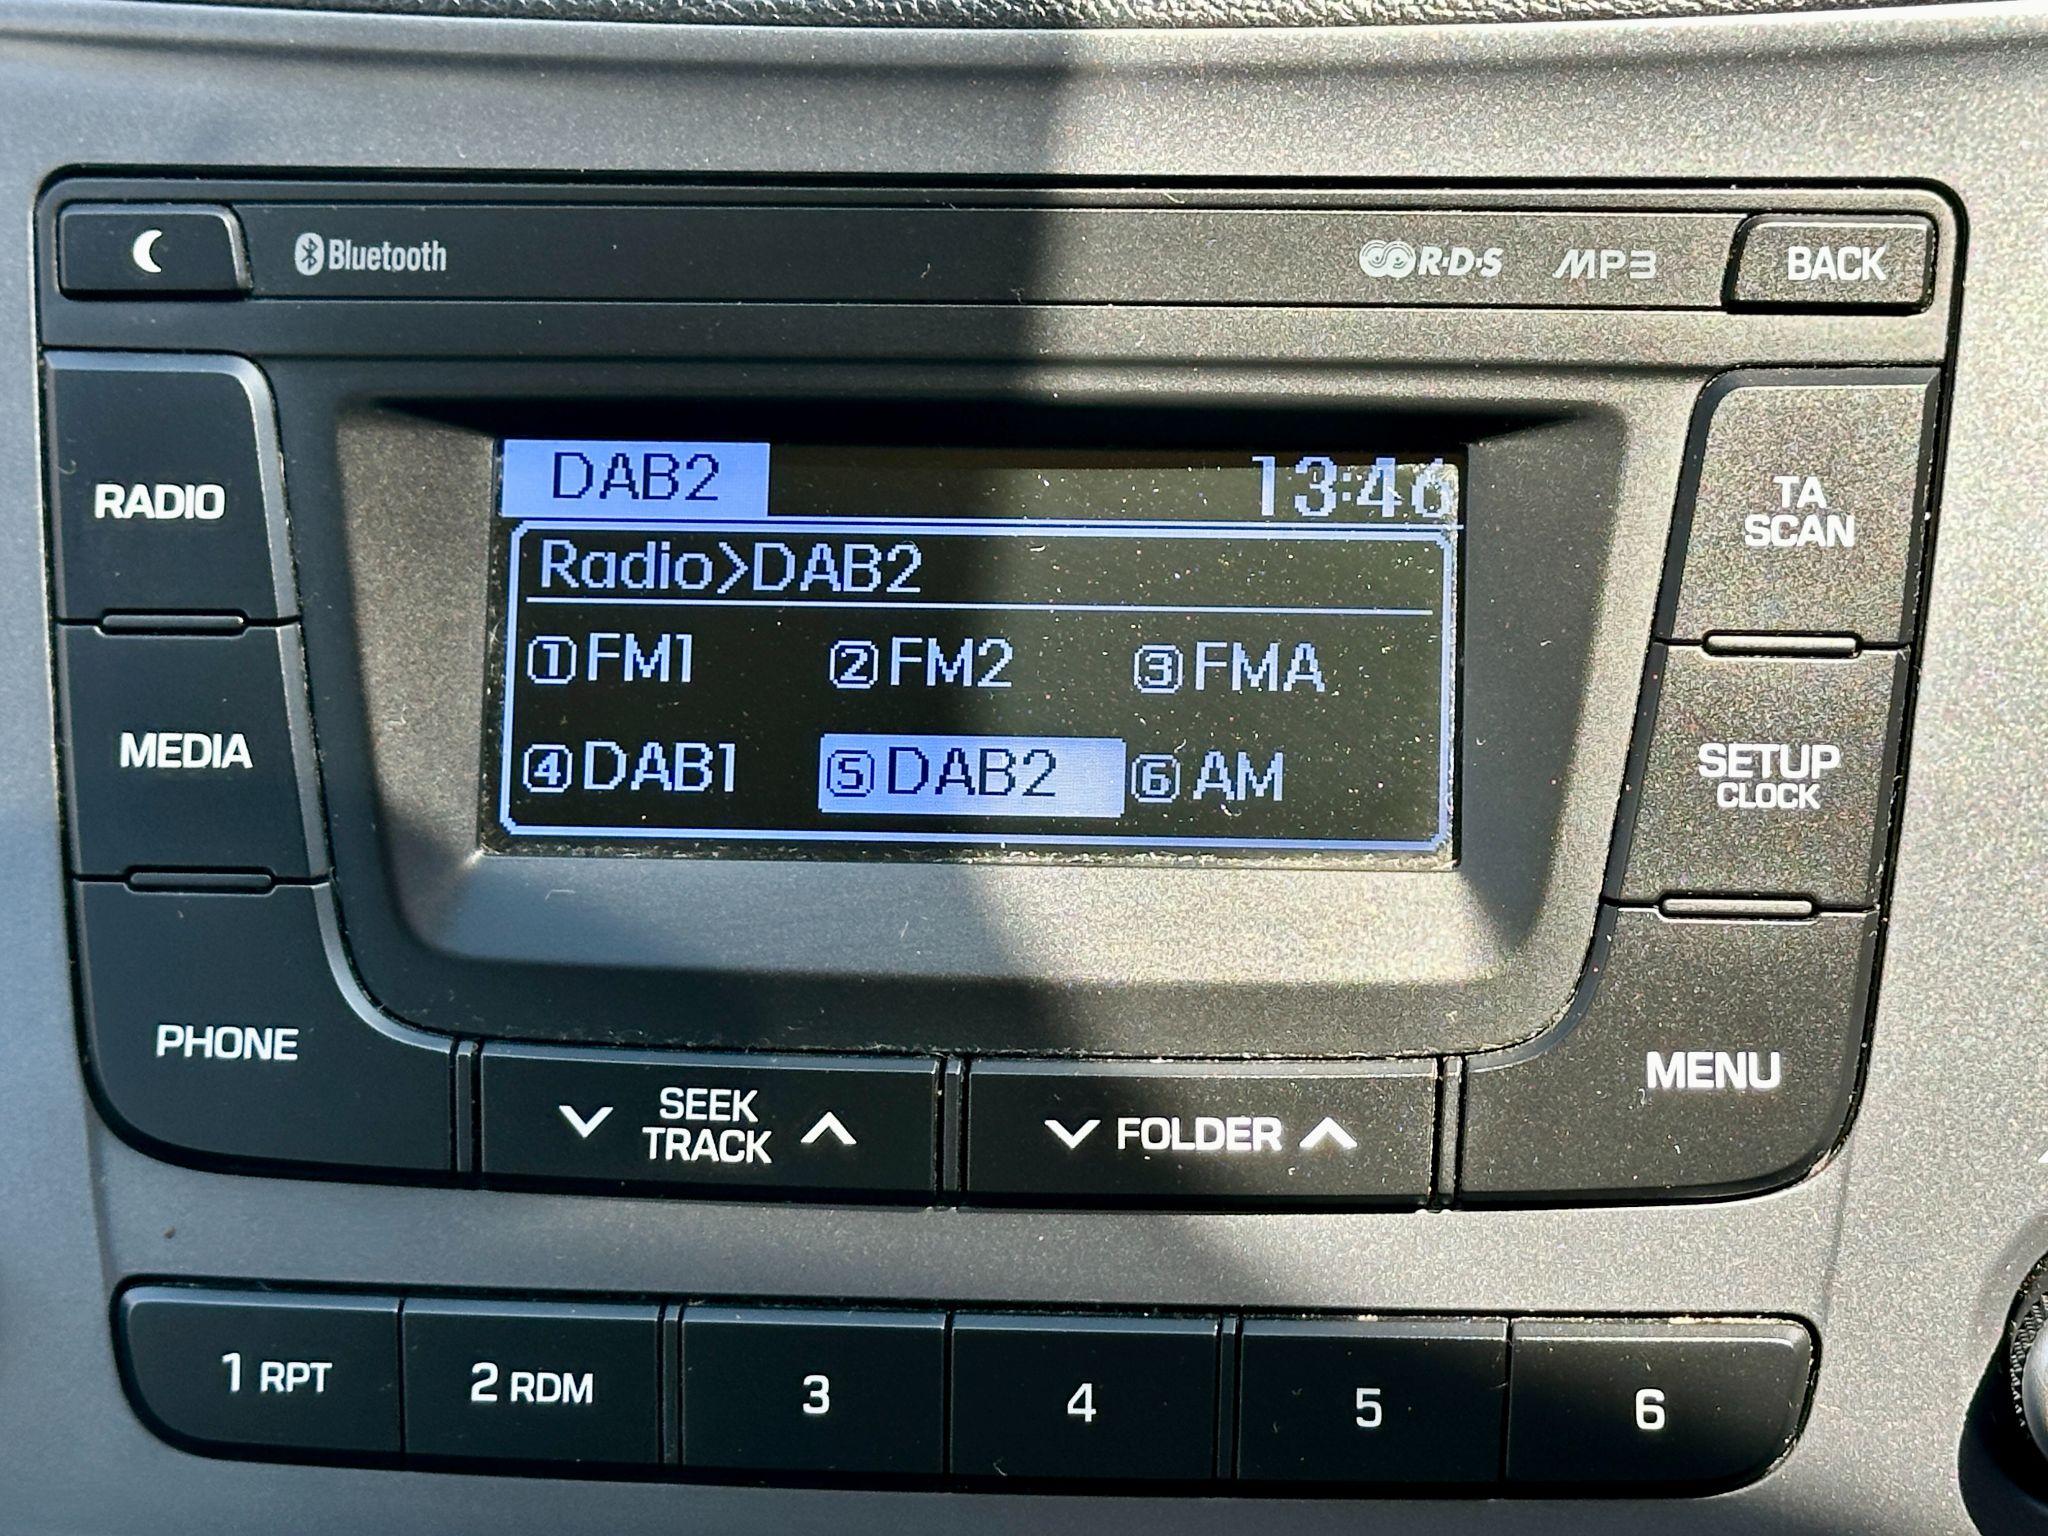 Bluetooth R·D·S MP3 BACK
RADIO
MEDIA
PHONE
DAB2 13:46
Radio>DAB2
①FM1 ②FM2 ③FMA
④DAB1 ⑤DAB2 ⑥AM
TA
SCAN
SETUP
CLOCK
MENU
SEEK
TRACK
FOLDER
1 RPT 2 RDM 3 4 5 6